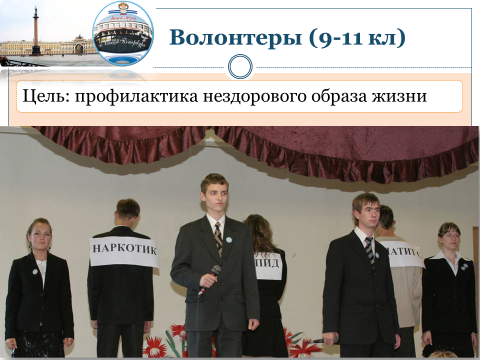 Волонтеры (9-11 кл)
Цель: профилактика нездорового образа жизни
НАРКОТИК
ПИД
АТИТ